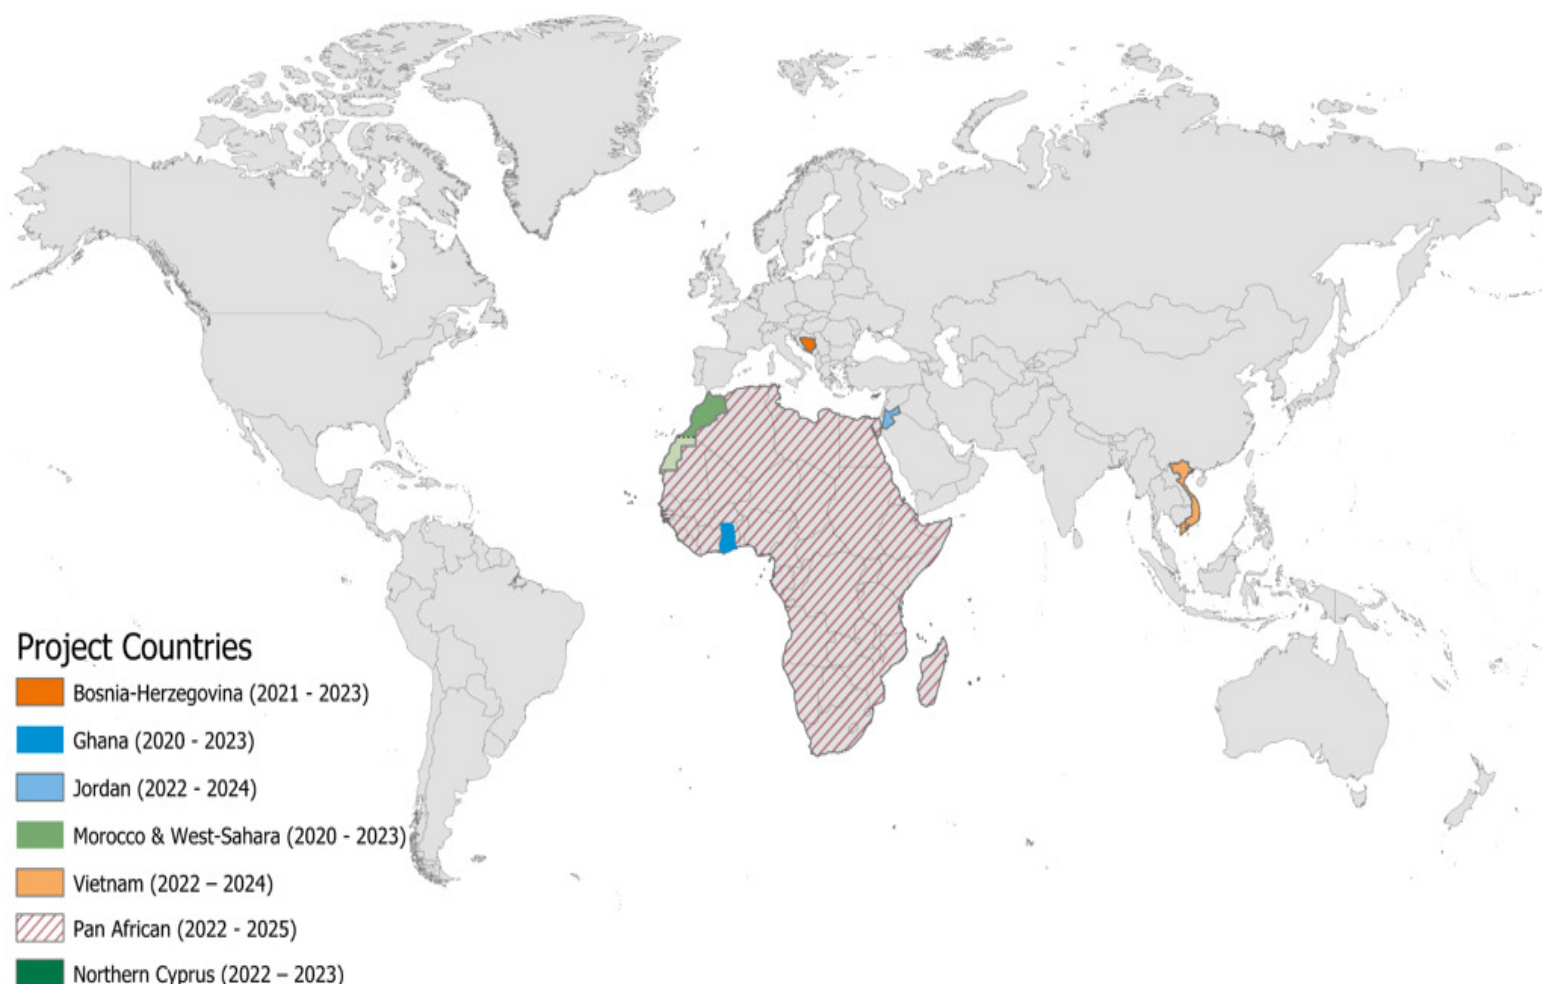 Project Countries
Bosnia-Herzegovina (2021 - 2023)
Ghana (2020 - 2023)
Jordan (2022 - 2024)
Morocco & West-Sahara (2020 - 2023)
Vietnam (2022 – 2024)
Pan African (2022 - 2025)
Northern Cyprus (2022 – 2023)